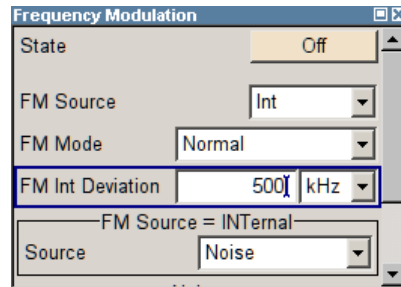 Frequency Modulation
State Off
FM Source Int
FM Mode Normal
FM Int Deviation 500 kHz
FM Source = INTernal
Source Noise